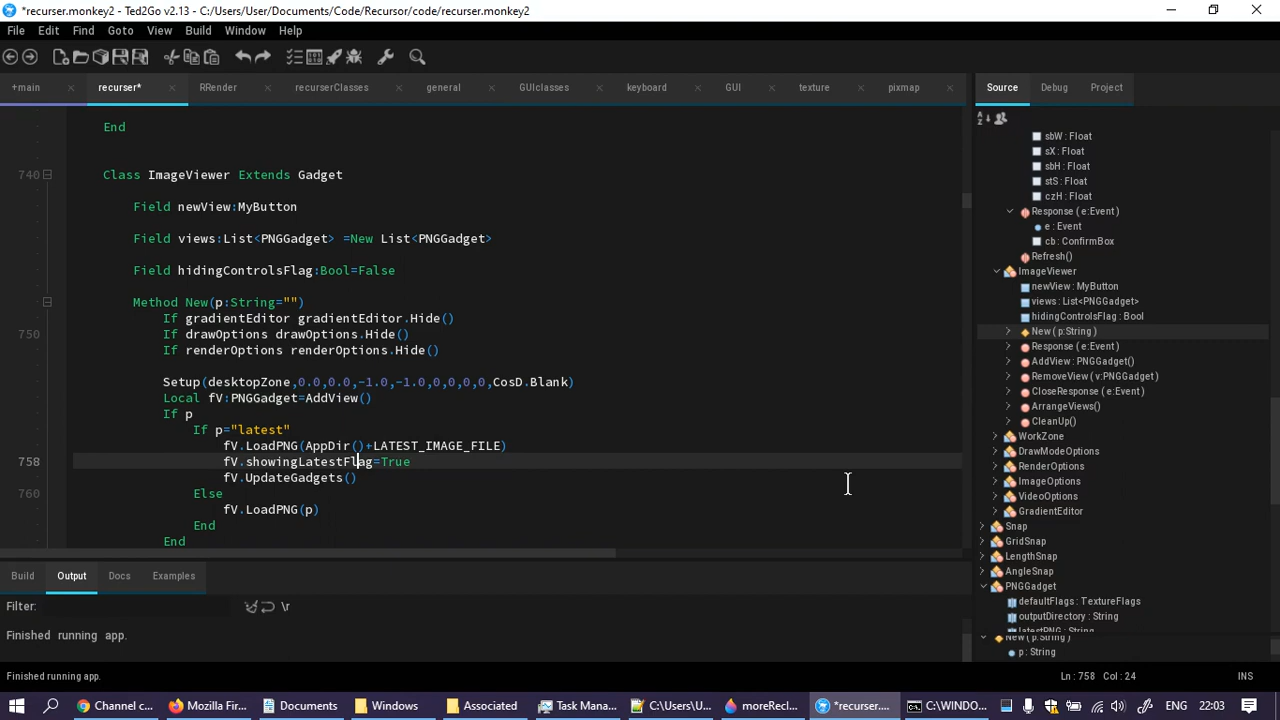 *recurser.monkey2 - Ted2Go v2.13 - C:/Users/User/Documents/Code/Recursor/code/recurser.monkey2
File Edit Find Goto View Build Window Help
+main recurser* RRender recurserClasses general GUIclasses keyboard GUI texture pixmap
Source Debug Project
End
740 Class ImageViewer Extends Gadget
Field newView:MyButton
Field views:List<PNGGadget> =New List<PNGGadget>
Field hidingControlsFlag:Bool=False
Method New(p:String="")
If gradientEditor gradientEditor.Hide()
750 If drawOptions drawOptions.Hide()
If renderOptions renderOptions.Hide()
Setup(desktopZone,0.0,0.0,-1.0,-1.0,0,0,0,0,CosD.Blank)
Local fV:PNGGadget=AddView()
If p
If p="latest"
fV.LoadPNG(AppDir()+LATEST_IMAGE_FILE)
758 fV.showingLatestFlag=True
fV.UpdateGadgets()
760 Else
fV.LoadPNG(p)
End
End
sbW : Float
sX : Float
sbH : Float
stS : Float
czH : Float
Response ( e:Event )
e : Event
cb : ConfirmBox
Refresh()
ImageViewer
newView : MyButton
views : List<PNGGadget>
hidingControlsFlag : Bool
New ( p:String )
Response ( e:Event )
AddView : PNGGadget()
RemoveView ( v:PNGGadget )
CloseResponse ( e:Event )
ArrangeViews()
CleanUp()
WorkZone
DrawModeOptions
RenderOptions
ImageOptions
VideoOptions
GradientEditor
Snap
GridSnap
LengthSnap
AngleSnap
PNGGadget
defaultFlags : TextureFlags
outputDirectory : String
latestPNG : String
New ( p:String )
p : String
Build Output Docs Examples
Filter: \r
Finished running app.
Finished running app. Ln : 758 Col : 24 INS
Channel c... Mozilla Fir... Documents Windows Associated Task Mana... C:\Users\U... moreRecl... *recurser.... C:\WINDO... ENG 22:03